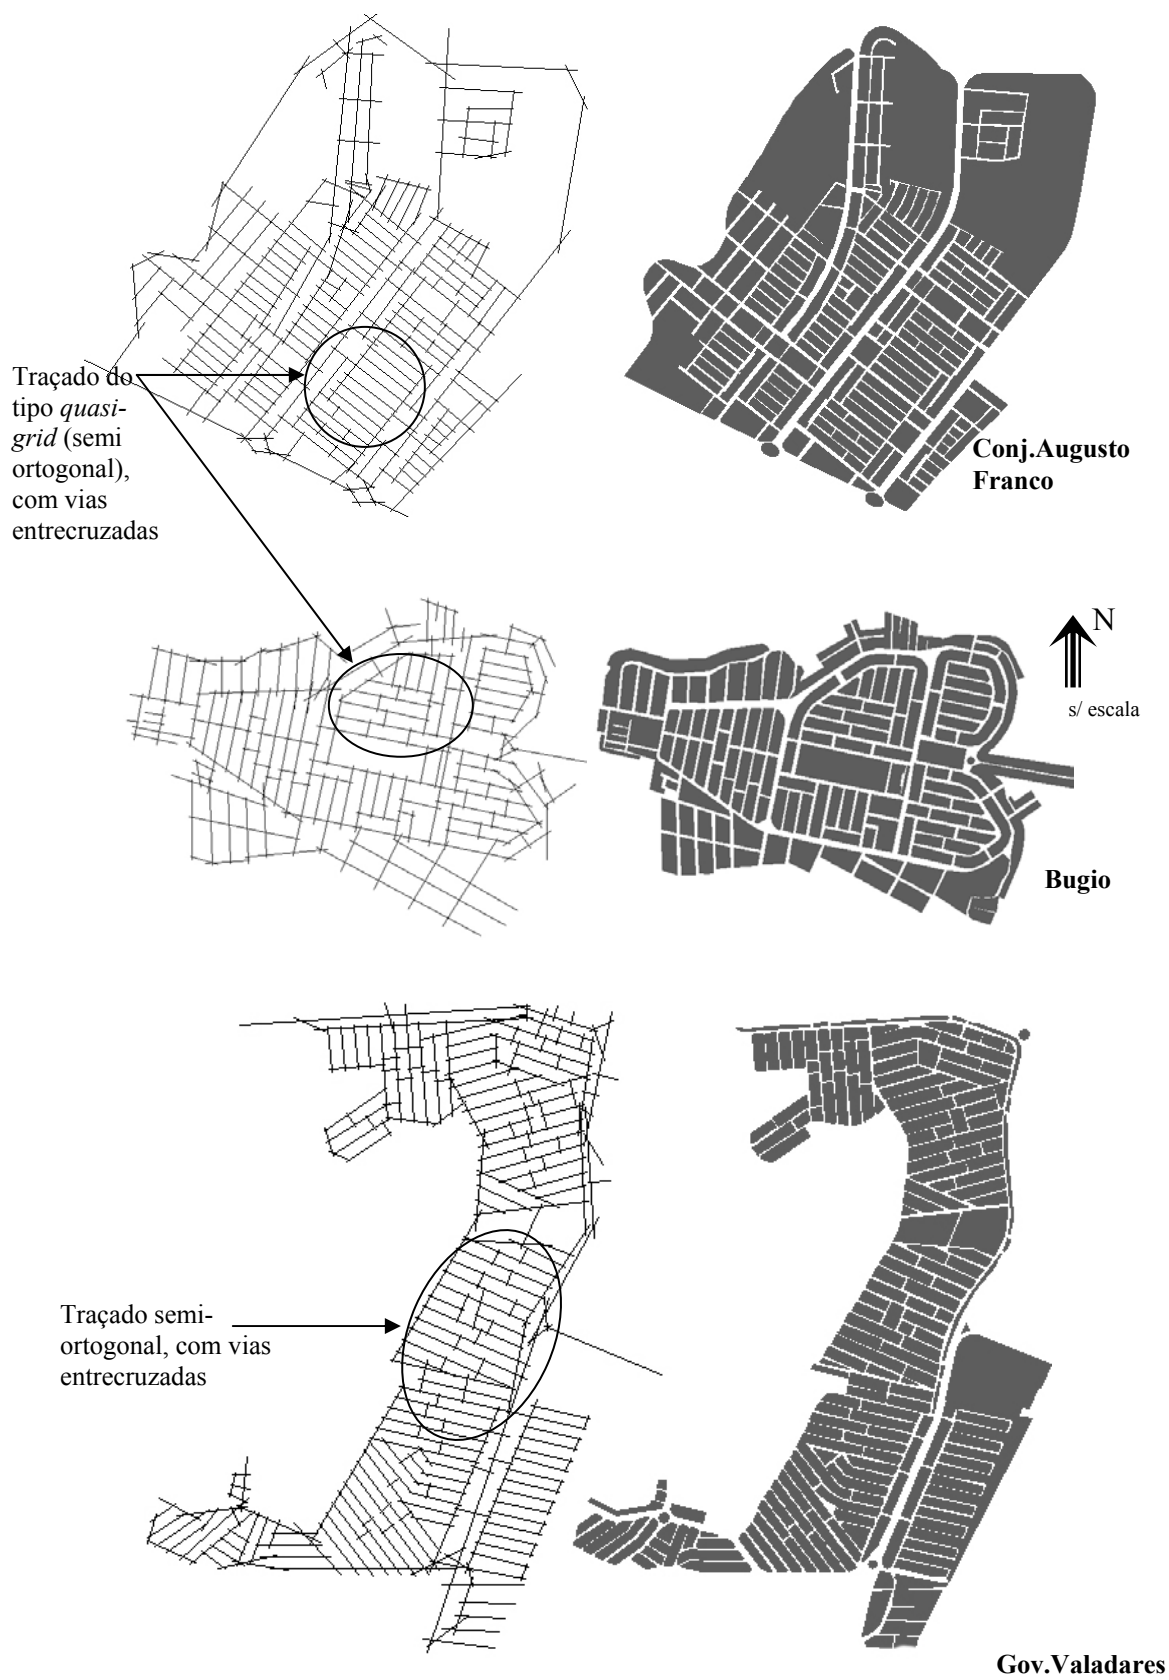 Traçado do
tipo quasi-
grid (semi
ortogonal),
com vias
entrecruzadas
Conj.Augusto
Franco
N
s/ escala
Bugio
Traçado semi-
ortogonal, com vias
entrecruzadas
Gov.Valadares